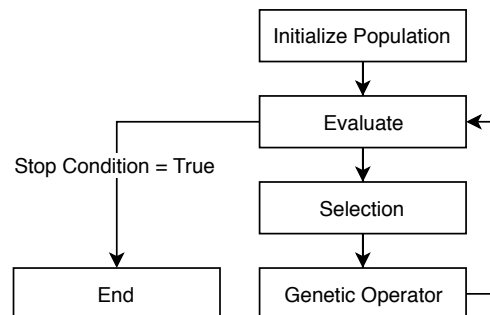 Initialize Population
Evaluate
Stop Condition = True
Selection
End
Genetic Operator